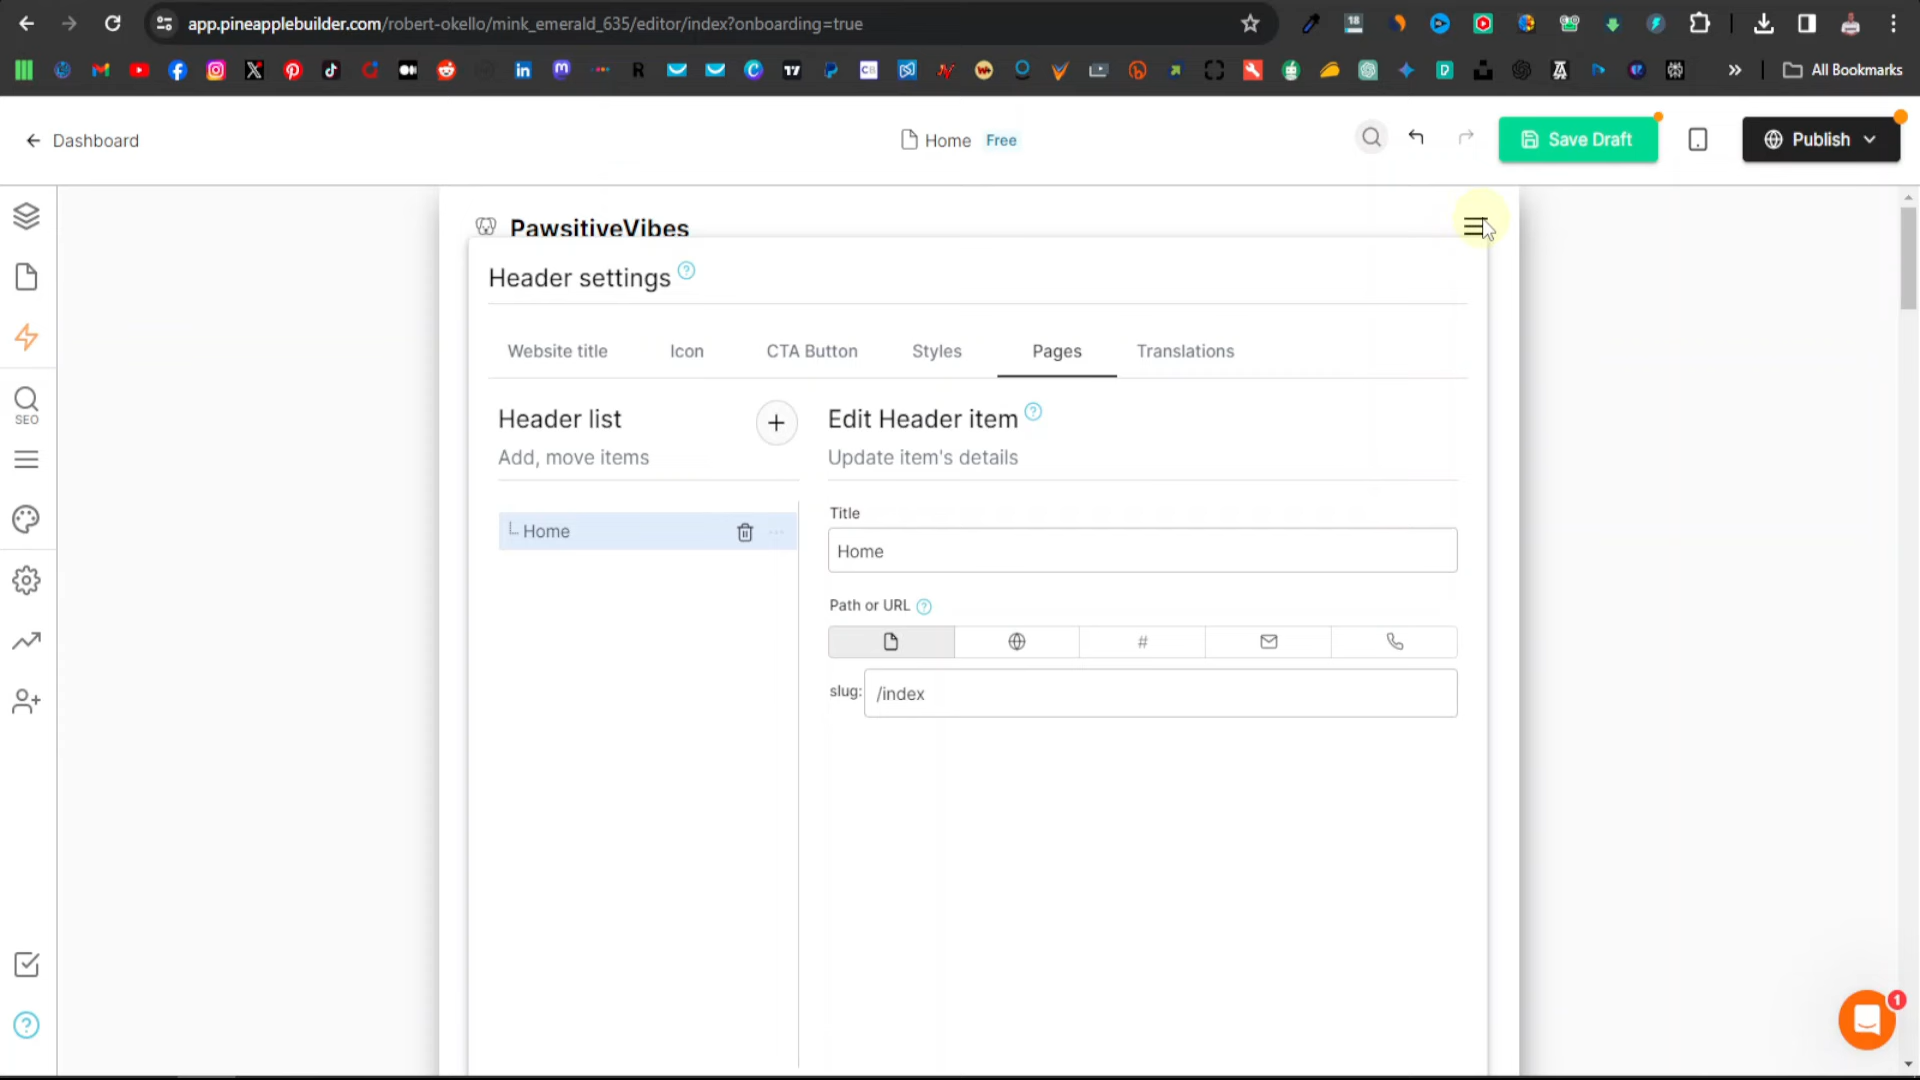 app.pineapplebuilder.com/robert-okello/mink_emerald_635/editor/index?onboarding=true
18
All Bookmarks
Dashboard
Home Free
Save Draft
Publish
PawsitiveVibes
Header settings ?
Website title Icon CTA Button Styles Pages Translations
SEO
Header list
Add, move items
+
Home
Edit Header item ?
Update item's details
Title
Home
Path or URL ?
#
slug: /index
?
1